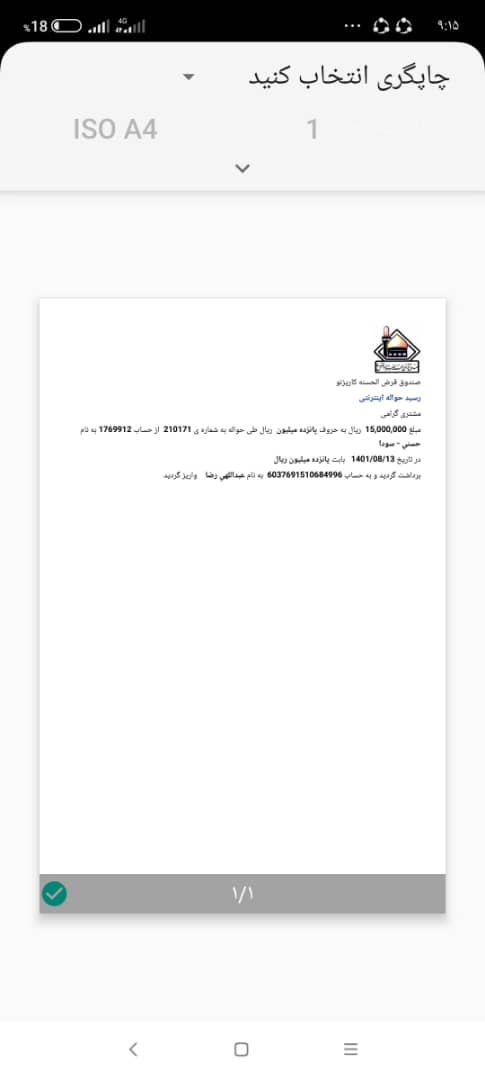 %18 4G ۹:۱۵
چاپگری انتخاب کنید
ISO A4 1
صندوق قرض الحسنه کاریزنو
رسید حواله اینترنتی
مشتری گرامی
مبلغ 15,000,000 ریال به حروف پانزده میلیون ریال طی حواله به شماره ی 210171 از حساب 1769912 به نام
حسني - سودا
در تاریخ 1401/08/13 بابت پانزده میلیون ریال
برداشت گردید و به حساب 6037691510684996 به نام عبداللهي رضا واریز گردید
۱/۱